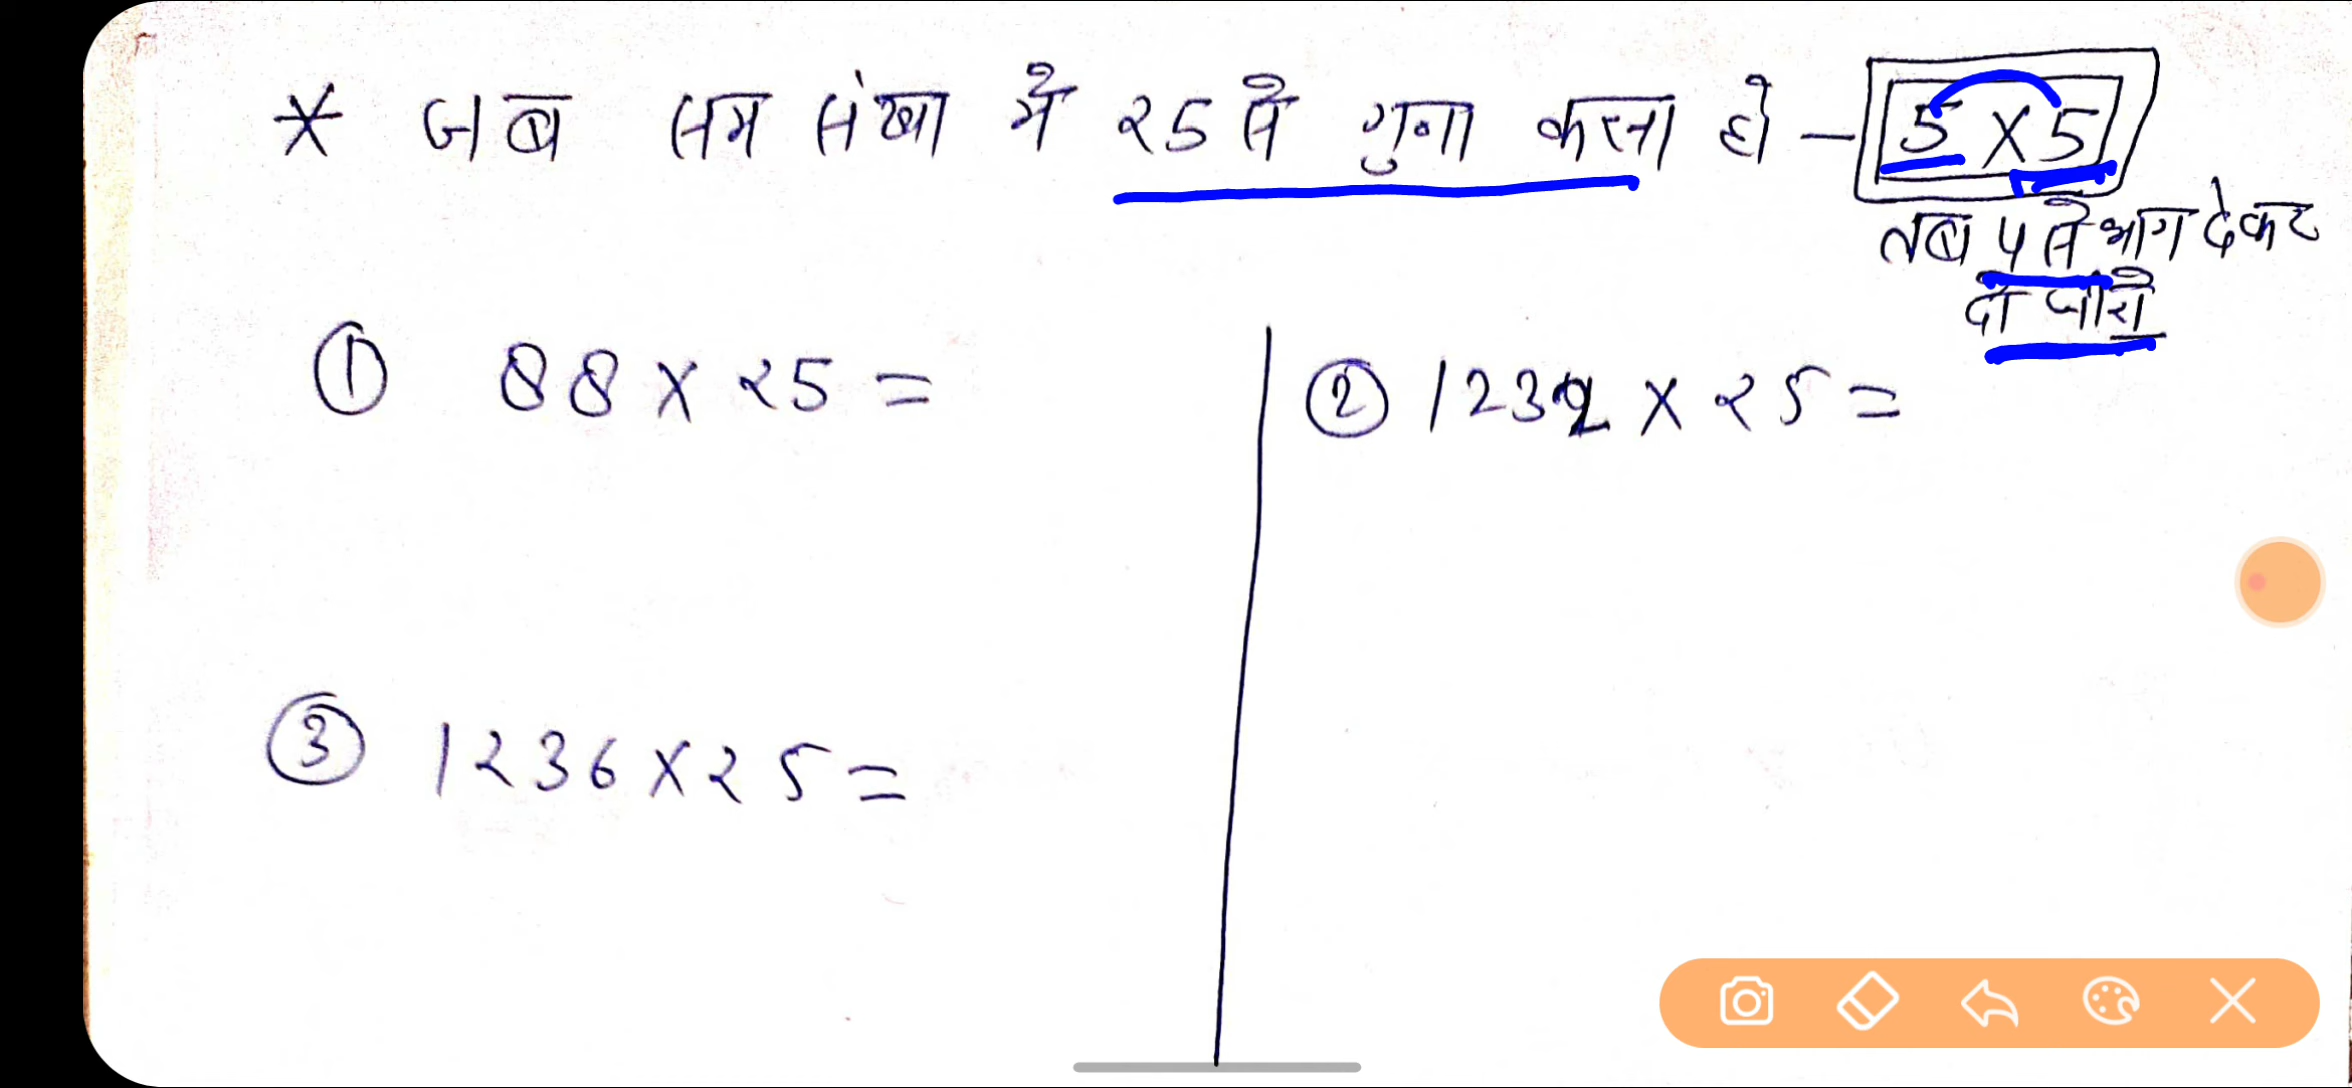 * जब सम संख्या में 25 से गुना करना हो - 5 X 5
तब 4 से भाग देकर
दो
① 88 X 25 =
② 1232 X 25 =
③ 1236 X 25 =